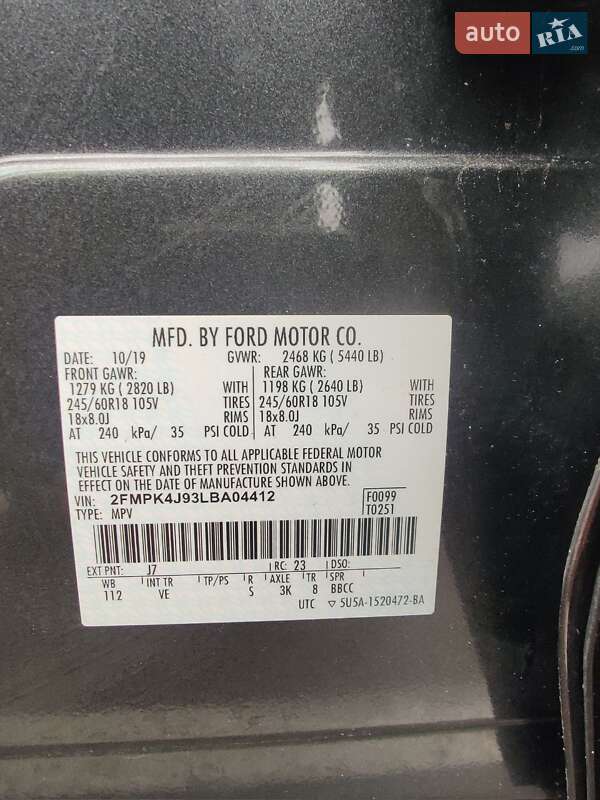 auto RIA.com
MFD. BY FORD MOTOR CO.
DATE: 10/19 GVWR: 2468 KG ( 5440 LB)
FRONT GAWR: REAR GAWR:
1279 KG ( 2820 LB) WITH 1198 KG ( 2640 LB) WITH
245/60R18 105V TIRES 245/60R18 105V TIRES
18x8.0J RIMS 18x8.0J RIMS
AT 240 kPa/ 35 PSI COLD AT 240 kPa/ 35 PSI COLD
THIS VEHICLE CONFORMS TO ALL APPLICABLE FEDERAL MOTOR
VEHICLE SAFETY AND THEFT PREVENTION STANDARDS IN
EFFECT ON THE DATE OF MANUFACTURE SHOWN ABOVE.
VIN: 2FMPK4J93LBA04412 F0099
TYPE: MPV T0251
EXT PNT: J7 RC: 23 DSO:
WB INT TR TP/PS R AXLE TR SPR
112 VE S 3K 8 BBCC
UTC ▽ 5U5A-1520472-BA